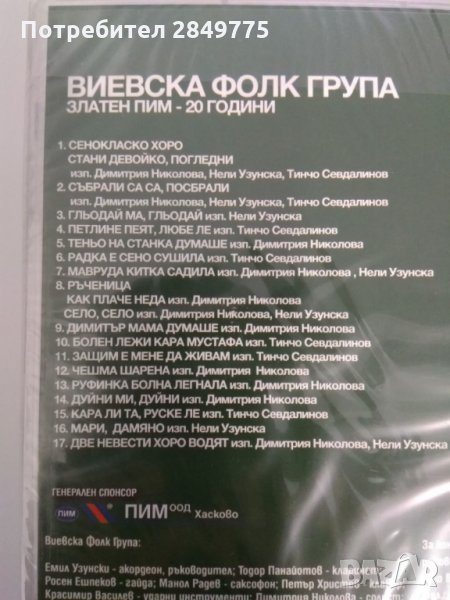 Потребител 2849775
ВИЕВСКА ФОЛК ГРУПА
ЗЛАТЕН ПИМ - 20 ГОДИНИ
1. СЕНОКЛАСКО ХОРО
СТАНИ ДЕВОЙКО, ПОГЛЕДНИ
изп. Димитрия Николова, Нели Узунска, Тинчо Севдалинов
2. СЪБРАЛИ СА СА, ПОСБРАЛИ
изп. Димитрия Николова, Нели Узунска, Тинчо Севдалинов
3. ГЛЬОДАЙ МА, ГЛЬОДАЙ изп. Нели Узунска
4. ПЕТЛИНЕ ПЕЯТ, ЛЮБЕ ЛЕ изп. Тинчо Севдалинов
5. ТЕНЬО НА СТАНКА ДУМАШЕ изп. Димитрия Николова
6. РАДКА Е СЕНО СУШИЛА изп. Тинчо Севдалинов
7. МАВРУДА КИТКА САДИЛА изп. Димитрия Николова , Нели Узунска
8. РЪЧЕНИЦА
КАК ПЛАЧЕ НЕДА изп. Димитрия Николова
СЕЛО, СЕЛО изп. Димитрия Николова, Нели Узунска
9. ДИМИТЪР МАМА ДУМАШЕ изп. Димитрия Николова
10. БОЛЕН ЛЕЖИ КАРА МУСТАФА изп. Тинчо Севдалинов
11. ЗАЩИМ Е МЕНЕ ДА ЖИВАМ изп. Тинчо Севдалинов
12. ЧЕШМА ШАРЕНА изп. Димитрия Николова
13. РУФИНКА БОЛНА ЛЕГНАЛА изп. Димитрия Николова
14. ДУЙНИ МИ, ДУЙНИ изп. Димитрия Николова
15. КАРА ЛИ ТА, РУСКЕ ЛЕ изп. Тинчо Севдалинов
16. МАРИ, ДАМЯНО изп. Нели Узунска
17. ДВЕ НЕВЕСТИ ХОРО ВОДЯТ изп. Димитрия Николова, Нели Узунска
ГЕНЕРАЛЕН СПОНСОР
ПИМ ПИМ ООД Хасково
Виевска Фолк Група:
Емил Узунски - акордеон, ръководител; Тодор Панайотов -
Росен Ешпеков - гайда; Манол Радев - саксофон; Петър Христев -
Красимир Василев - ударни инструменти; Димитрия Николова - солист